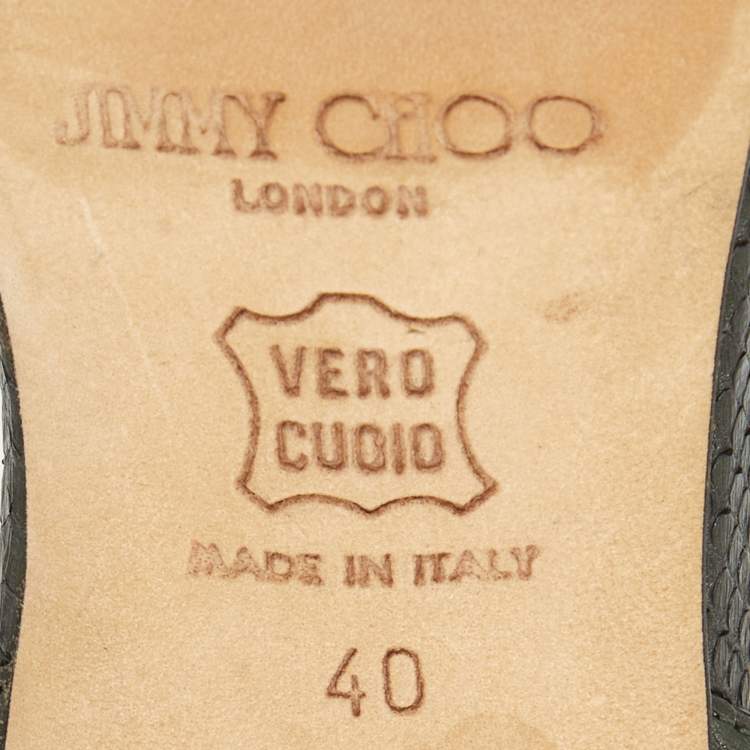 JIMMY CHOO
LONDON
VERO
CUOIO
MADE IN ITALY
40